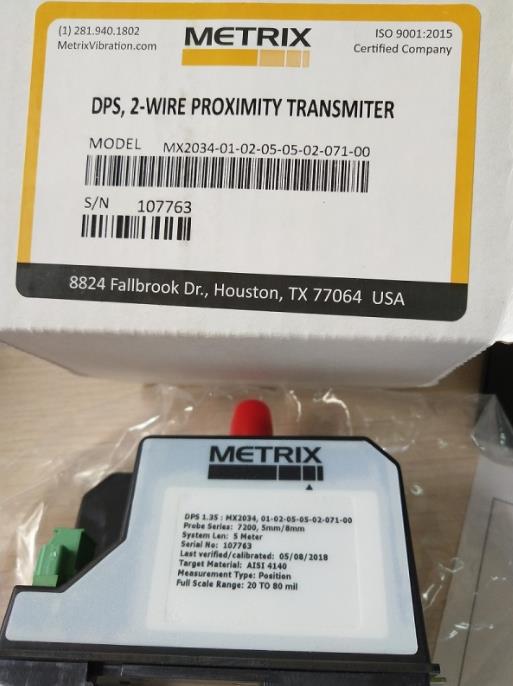 (1) 281.940.1802
MetrixVibration.com
METRIX
ISO 9001:2015
Certified Company
DPS, 2-WIRE PROXIMITY TRANSMITER
MODEL MX2034-01-02-05-05-02-071-00
S/N 107763
8824 Fallbrook Dr., Houston, TX 77064 USA
METRIX
DPS 1.35 : MX2034, 01-02-05-05-02-071-00
Probe Series: 7200, 5mm/8mm
System Len: 5 Meter
Serial No: 107763
Last verified/calibrated: 05/08/2018
Target Material: AISI 4140
Measurement Type: Position
Full Scale Range: 20 TO 80 mil